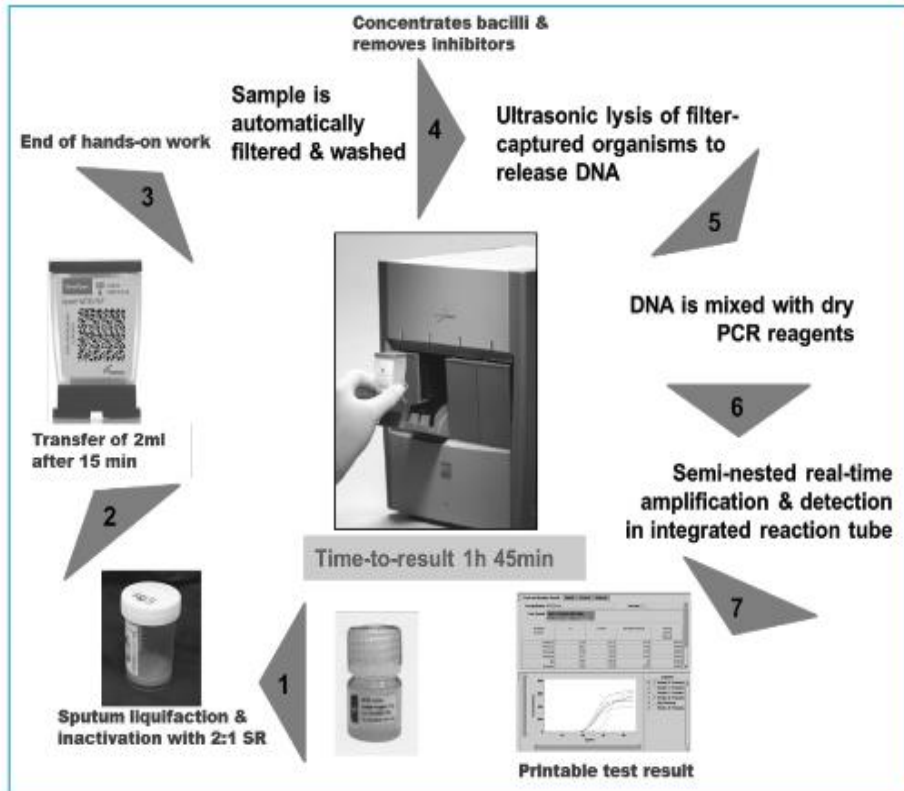 Concentrates bacilli &
removes inhibitors
Sample is
automatically
filtered & washed
4
Ultrasonic lysis of filter-
captured organisms to
release DNA
End of hands-on work
3
5
DNA is mixed with dry
PCR reagents
6
Transfer of 2ml
after 15 min
Semi-nested real-time
amplification & detection
in integrated reaction tube
2
Time-to-result 1h 45min
7
1
Sputum liquifaction &
inactivation with 2:1 SR
Printable test result